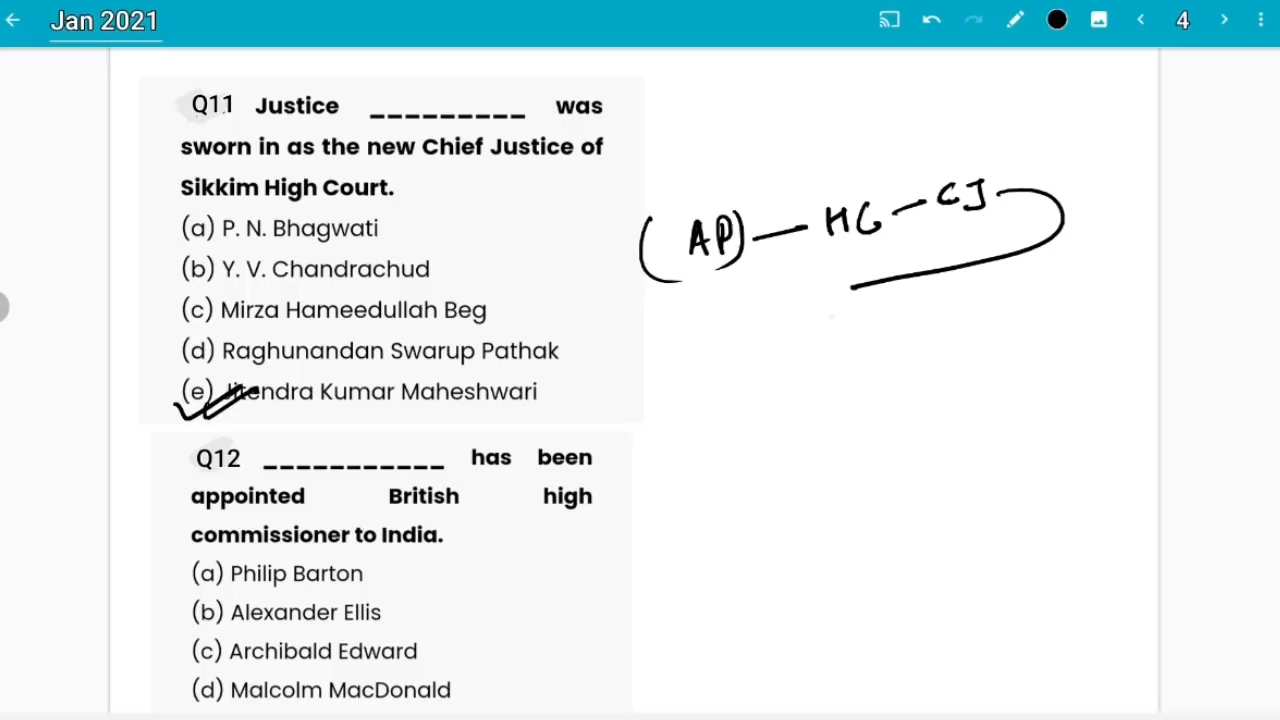 Jan 2021
4
Q11 Justice _________ was
sworn in as the new Chief Justice of
Sikkim High Court.
(a) P. N. Bhagwati
(b) Y. V. Chandrachud
(c) Mirza Hameedullah Beg
(d) Raghunandan Swarup Pathak
(e) Jitendra Kumar Maheshwari
(AP) — HC — CJ
Q12 ___________ has been
appointed British high
commissioner to India.
(a) Philip Barton
(b) Alexander Ellis
(c) Archibald Edward
(d) Malcolm MacDonald